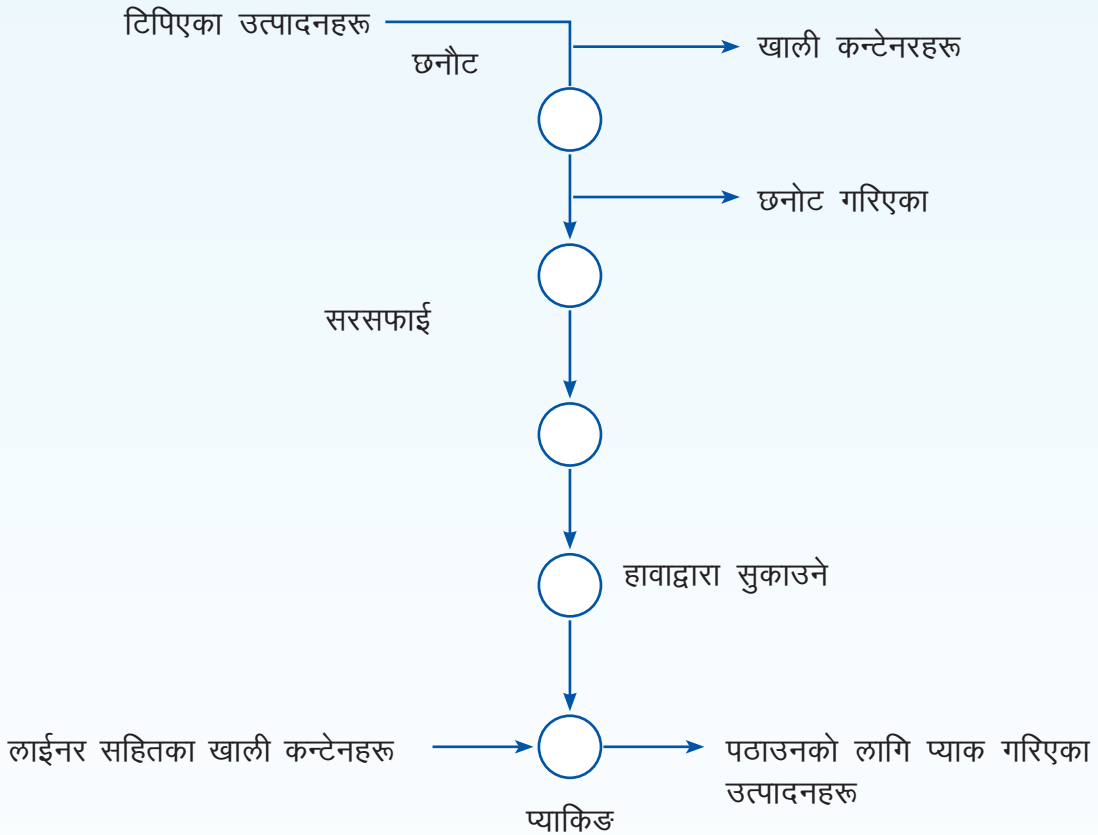 टिपिएका उत्पादनहरू
छनौट
खाली कन्टेनरहरू
छनोट गरिएका
सरसफाई
हावाद्वारा सुकाउने
लाईनर सहितका खाली कन्टेनहरू
पठाउनको लागि प्याक गरिएका
उत्पादनहरू
प्याकिङ